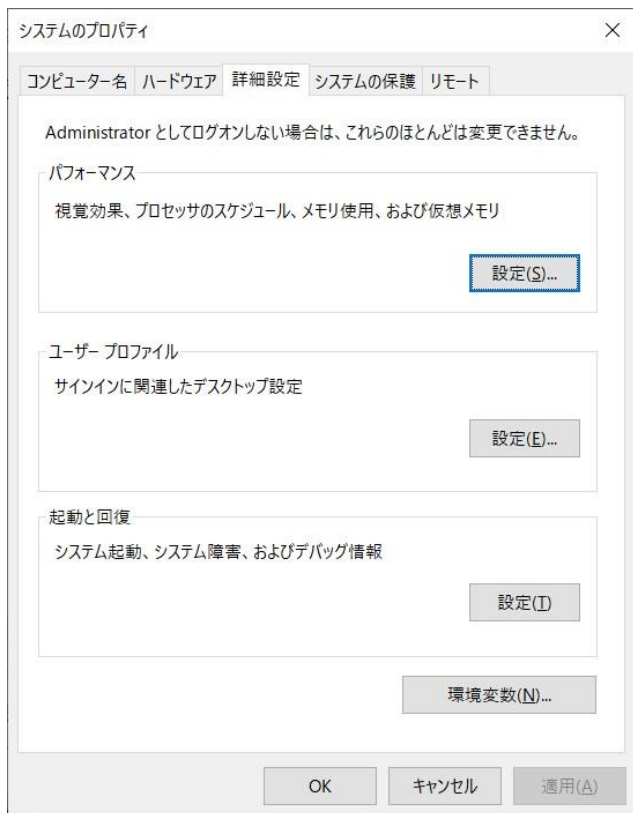 システムのプロパティ
コンピューター名 ハードウェア 詳細設定 システムの保護 リモート
Administrator としてログオンしない場合は、これらのほとんどは変更できません。
パフォーマンス
視覚効果、プロセッサのスケジュール、メモリ使用、および仮想メモリ
設定(S)...
ユーザー プロファイル
サインインに関連したデスクトップ設定
設定(E)...
起動と回復
システム起動、システム障害、およびデバッグ情報
設定(T)
環境変数(N)...
OK キャンセル 適用(A)